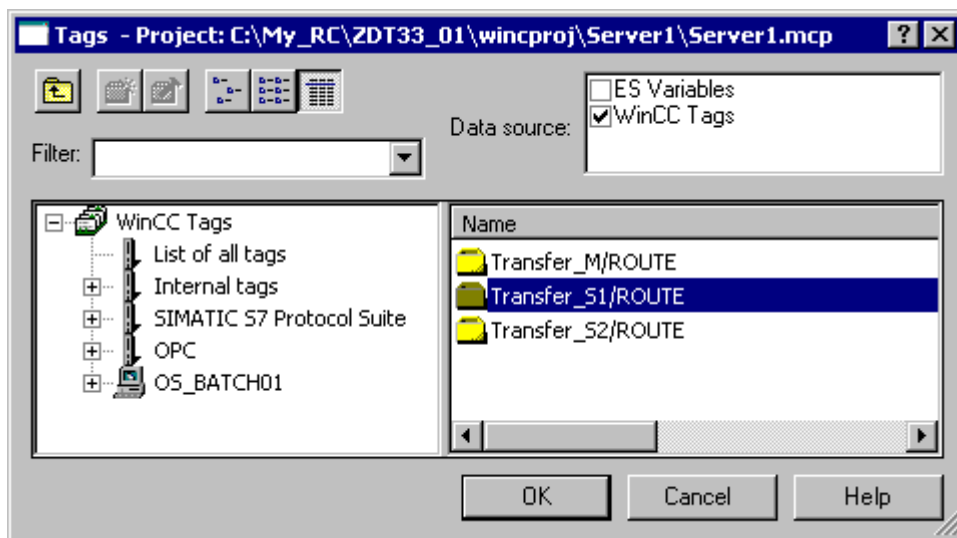 Tags - Project: C:\My_RC\ZDT33_01\wincproj\Server1\Server1.mcp
Data source:
ES Variables
WinCC Tags
Filter:
WinCC Tags
List of all tags
Internal tags
SIMATIC S7 Protocol Suite
OPC
OS_BATCH01
Name
Transfer_M/ROUTE
Transfer_S1/ROUTE
Transfer_S2/ROUTE
OK
Cancel
Help